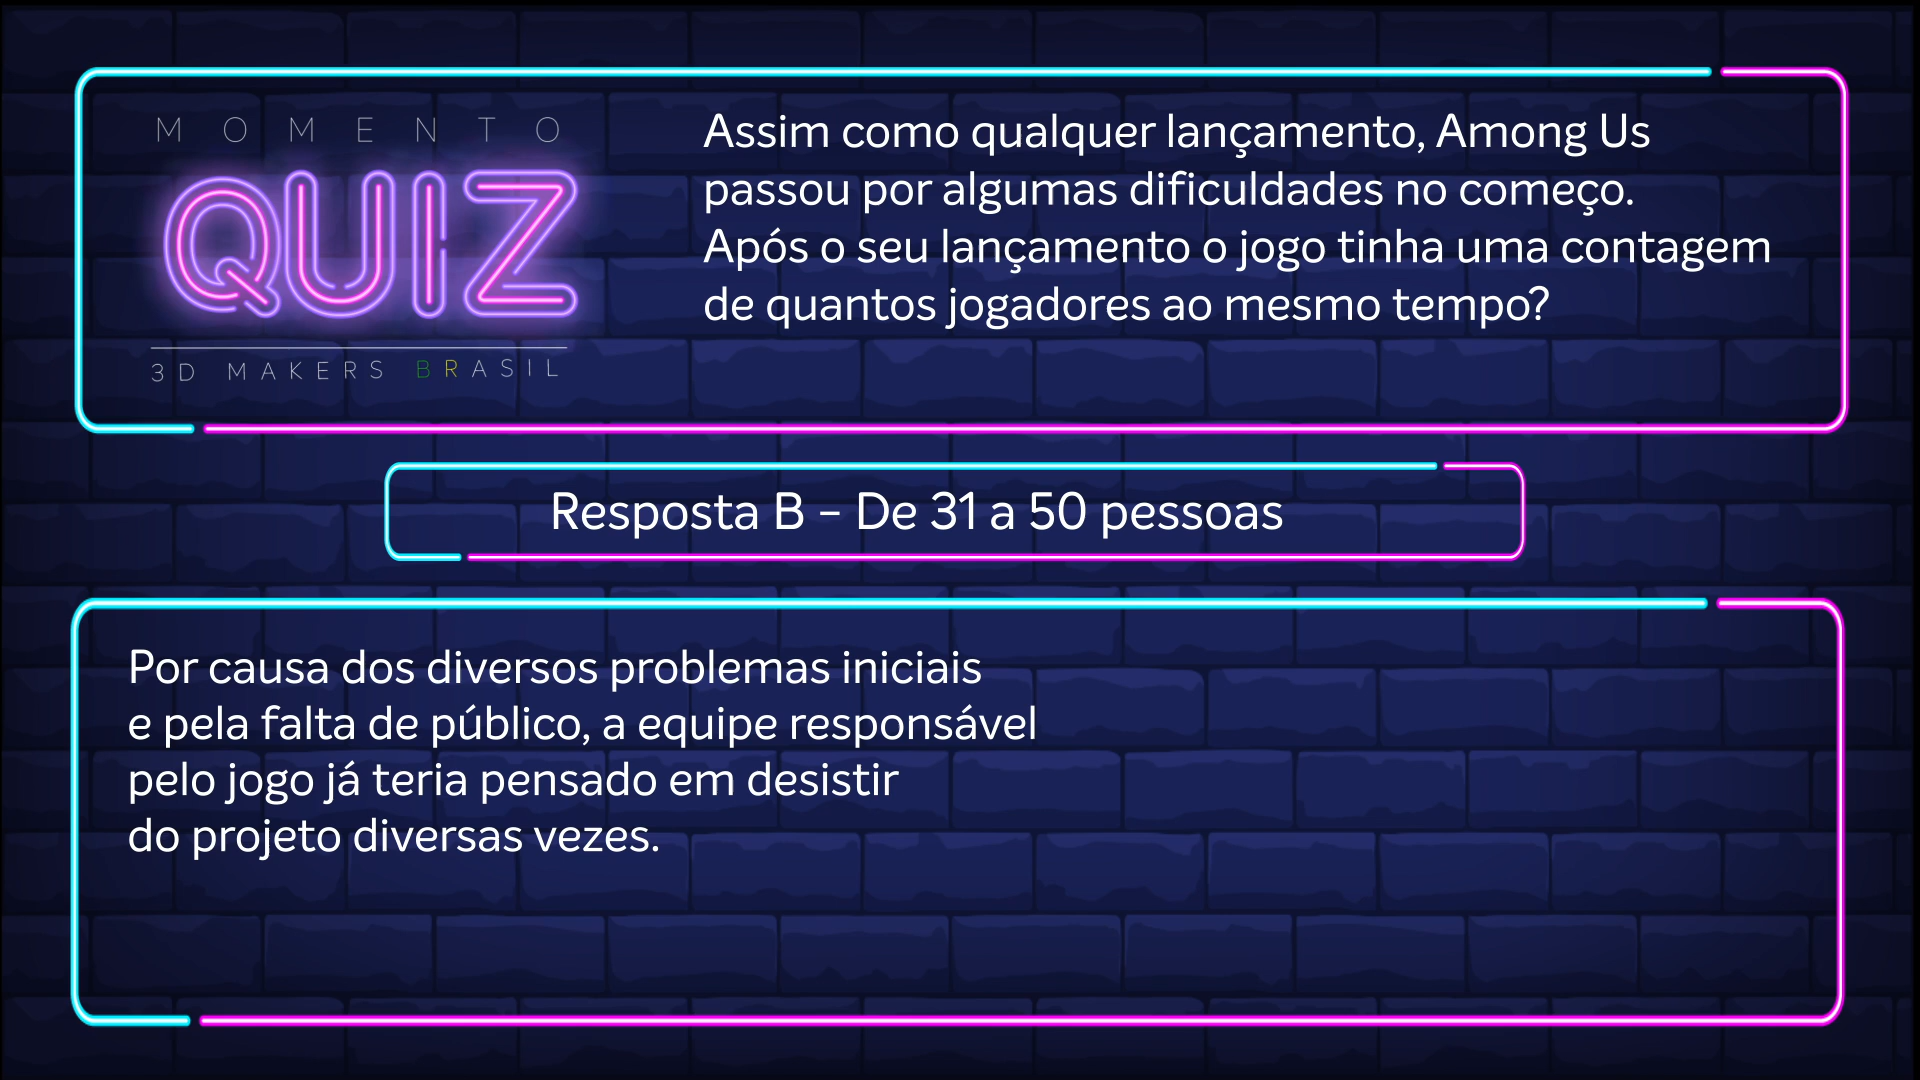 MOMENTO
QUIZ
3D MAKERS BRASIL
Assim como qualquer lançamento, Among Us
passou por algumas dificuldades no começo.
Após o seu lançamento o jogo tinha uma contagem
de quantos jogadores ao mesmo tempo?
Resposta B – De 31 a 50 pessoas
Por causa dos diversos problemas iniciais
e pela falta de público, a equipe responsável
pelo jogo já teria pensado em desistir
do projeto diversas vezes.